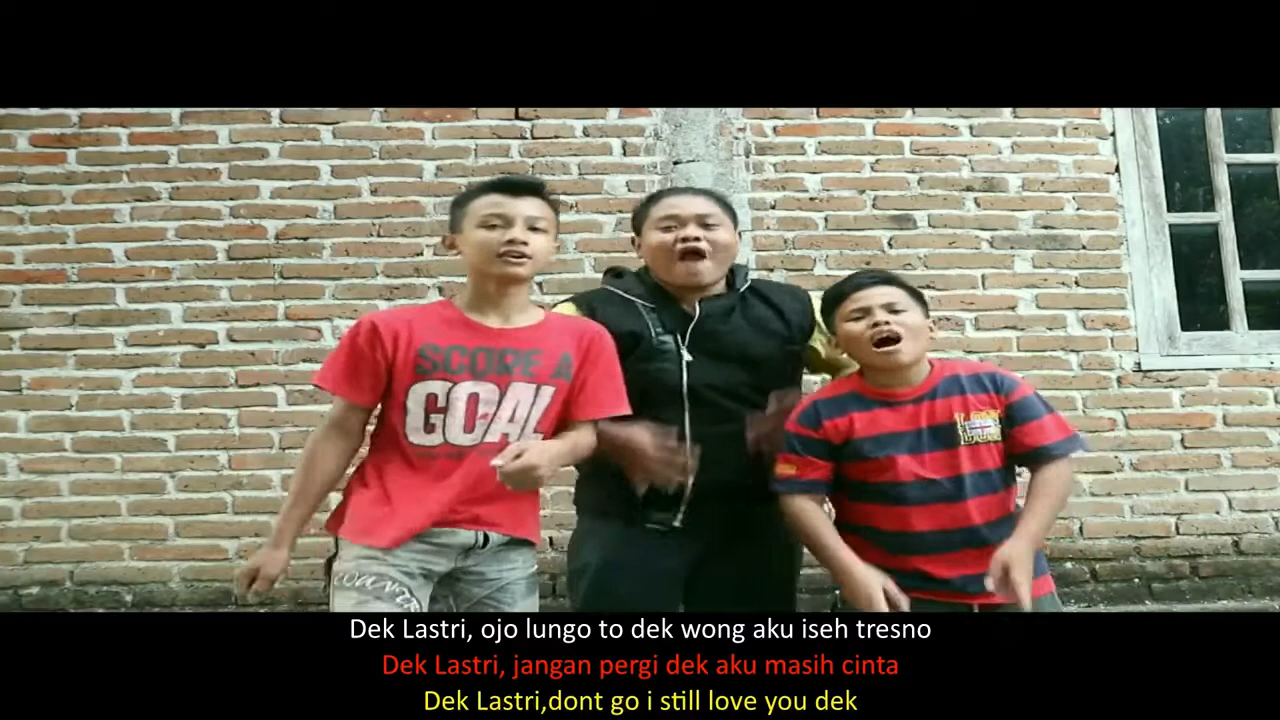 SCORE A
GOAL
Dek Lastri, ojo lungo to dek wong aku iseh tresno
Dek Lastri, jangan pergi dek aku masih cinta
Dek Lastri,dont go i still love you dek